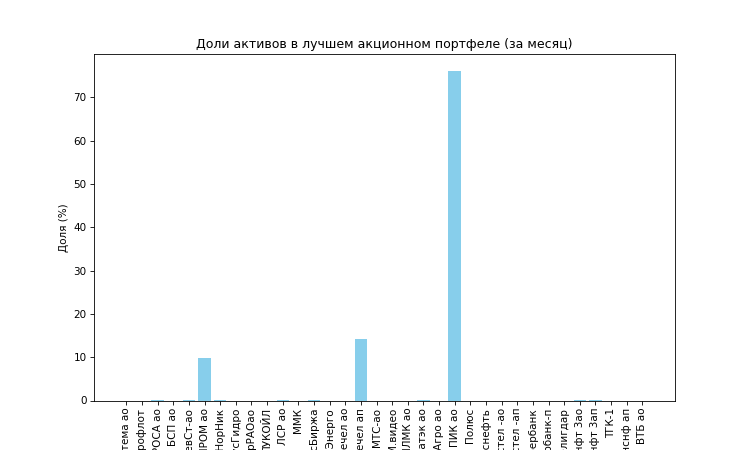 Доли активов в лучшем акционном портфеле (за месяц)
Доля (%)
70
60
50
40
30
20
10
0
тема ао
рофлот
РОСА ао
БСП ао
евСт-ао
ПРОМ ао
НорНик
сГидро
рРАОао
УКОЙЛ
ЛСР ао
ММК
сБиржа
Энерго
ечел ао
ечел ап
МТС-ао
М.видео
ЛМК ао
атэк ао
Агро ао
ПИК ао
Полюс
снефть
стел -ао
стел -ап
ербанк
рбанк-п
лигдар
нфт 3ао
нфт 3ап
ТГК-1
нснф ап
ВТБ ао